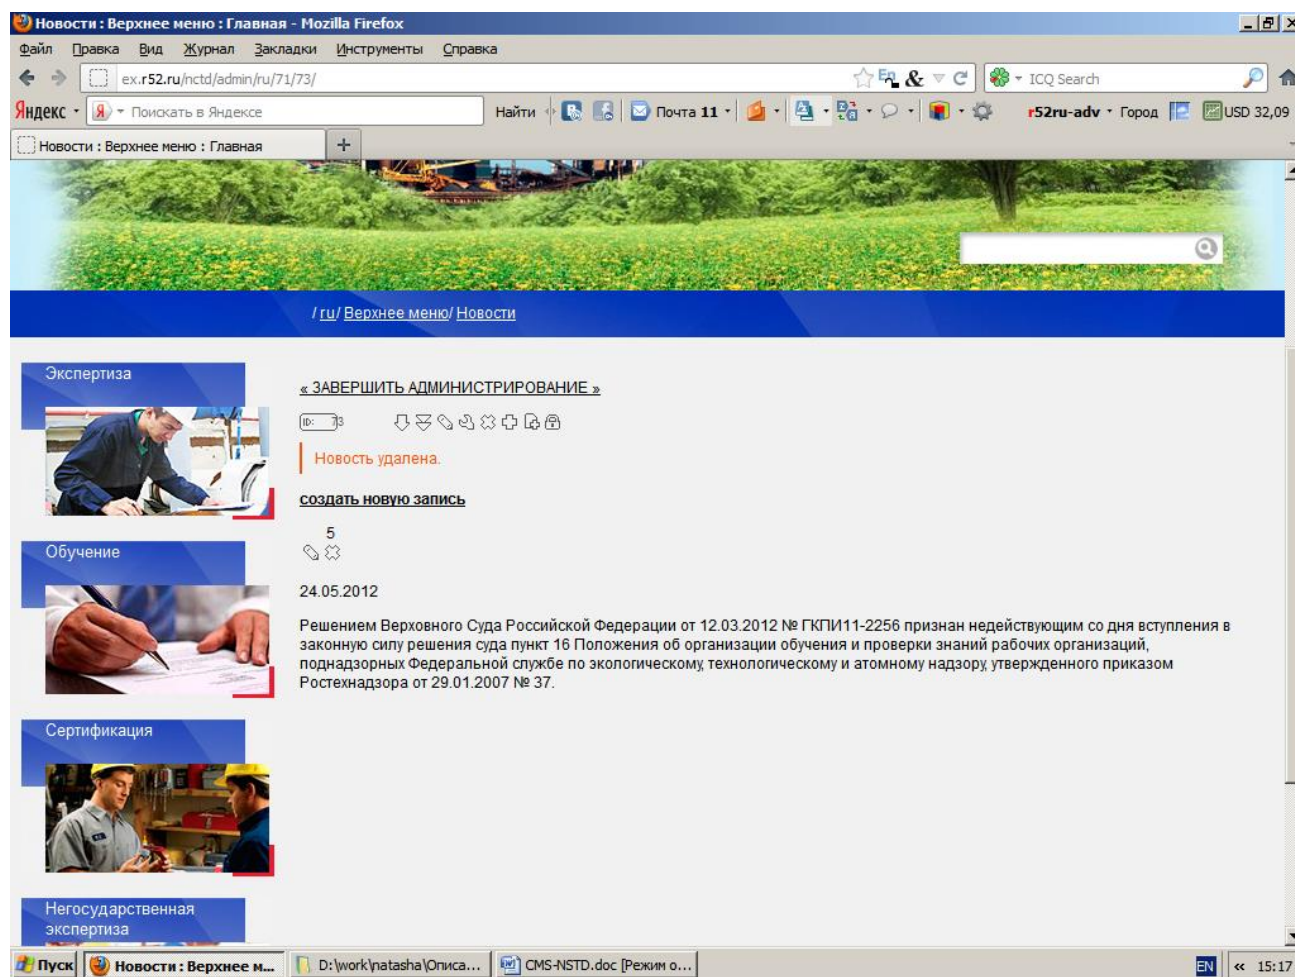 Новости : Верхнее меню : Главная - Mozilla Firefox
Файл Правка Вид Журнал Закладки Инструменты Справка
ex.r52.ru/nctd/admin/ru/71/73/
ICQ Search
Яндекс
Поискать в Яндексе
Найти
Почта 11
r52ru-adv
Город
USD 32,09
Новости : Верхнее меню : Главная
/ ru/ Верхнее меню/ Новости
Экспертиза
« ЗАВЕРШИТЬ АДМИНИСТРИРОВАНИЕ »
ID: 73
Новость удалена.
создать новую запись
5
Обучение
24.05.2012
Решением Верховного Суда Российской Федерации от 12.03.2012 № ГКПИ11-2256 признан недействующим со дня вступления в
законную силу решения суда пункт 16 Положения об организации обучения и проверки знаний рабочих организаций,
поднадзорных Федеральной службе по экологическому, технологическому и атомному надзору, утвержденного приказом
Ростехнадзора от 29.01.2007 № 37.
Сертификация
Негосударственная
экспертиза
Пуск
Новости : Верхнее м...
D:\work\natasha\Описа...
CMS-NSTD.doc [Режим о...
EN
« 15:17